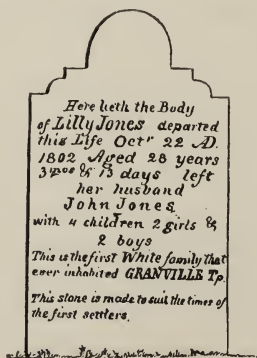 Here lieth the Body
of Lilly Jones departed
this Life Octr 22 AD.
1802 Aged 28 years
3 mos & 13 days left
her husband
John Jones
with 4 children 2 girls &
2 boys
This is the first White family that
ever inhabited GRANVILLE Tp.
This stone is made to suit the times of
the first settlers.